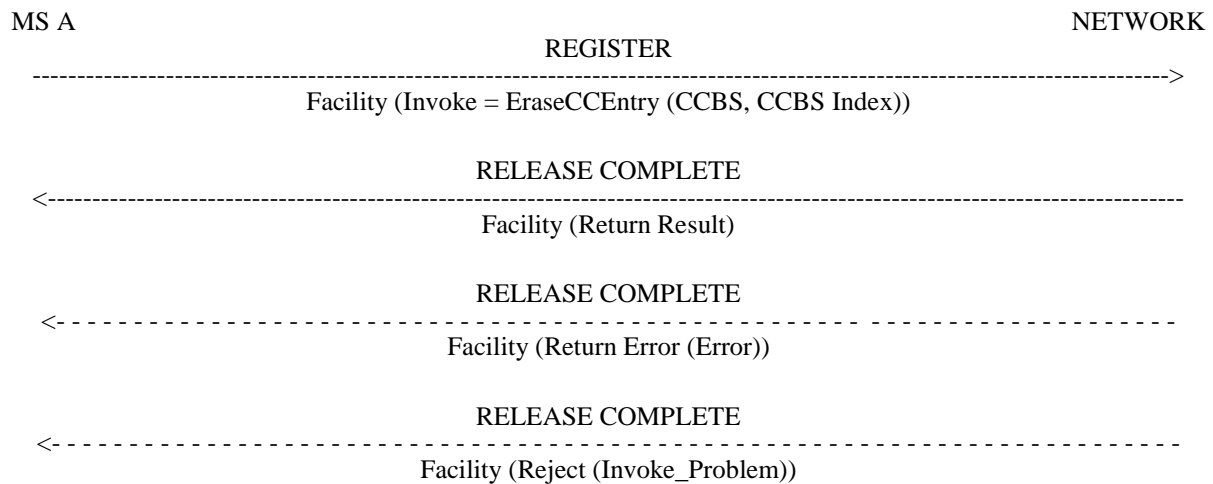 MS A NETWORK
REGISTER
Facility (Invoke = EraseCCEntry (CCBS, CCBS Index))
RELEASE COMPLETE
Facility (Return Result)
RELEASE COMPLETE
Facility (Return Error (Error))
RELEASE COMPLETE
Facility (Reject (Invoke_Problem))